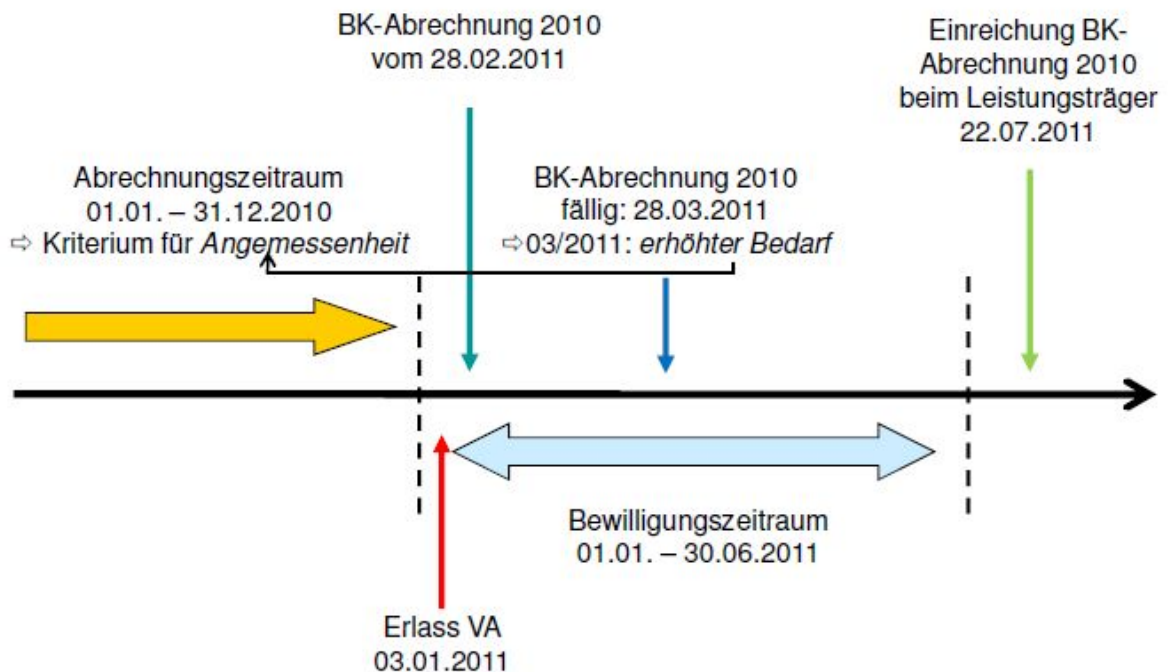 BK-Abrechnung 2010
vom 28.02.2011
Einreichung BK-
Abrechnung 2010
beim Leistungsträger
22.07.2011
Abrechnungszeitraum
01.01. – 31.12.2010
⇨ Kriterium für Angemessenheit
BK-Abrechnung 2010
fällig: 28.03.2011
⇨03/2011: erhöhter Bedarf
Bewilligungszeitraum
01.01. – 30.06.2011
Erlass VA
03.01.2011